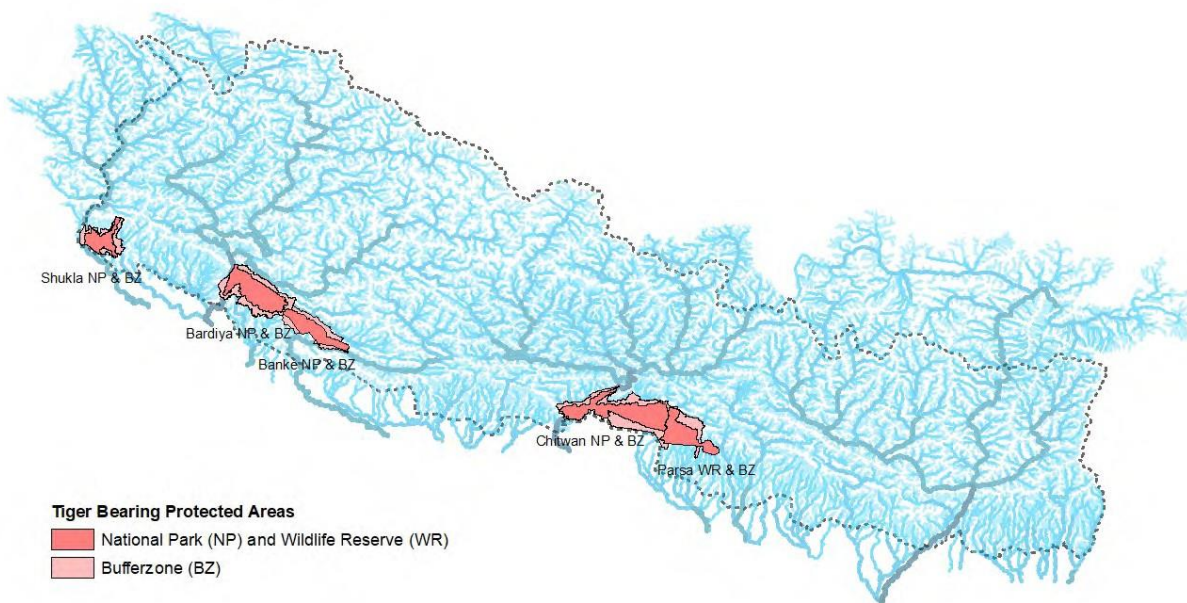 Shukla NP & BZ
Bardiya NP & BZ
Banke NP & BZ
Chitwan NP & BZ
Parsa WR & BZ
Tiger Bearing Protected Areas
National Park (NP) and Wildlife Reserve (WR)
Bufferzone (BZ)